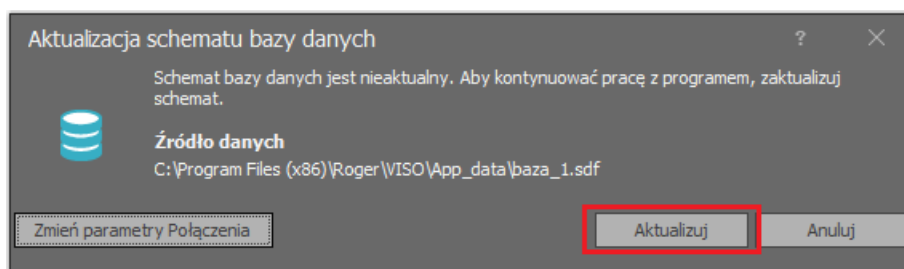 Aktualizacja schematu bazy danych ?
Schemat bazy danych jest nieaktualny. Aby kontynuować pracę z programem, zaktualizuj
schemat.
Źródło danych
C:\Program Files (x86)\Roger\VISO\App_data\baza_1.sdf
Zmień parametry Połączenia Aktualizuj Anuluj